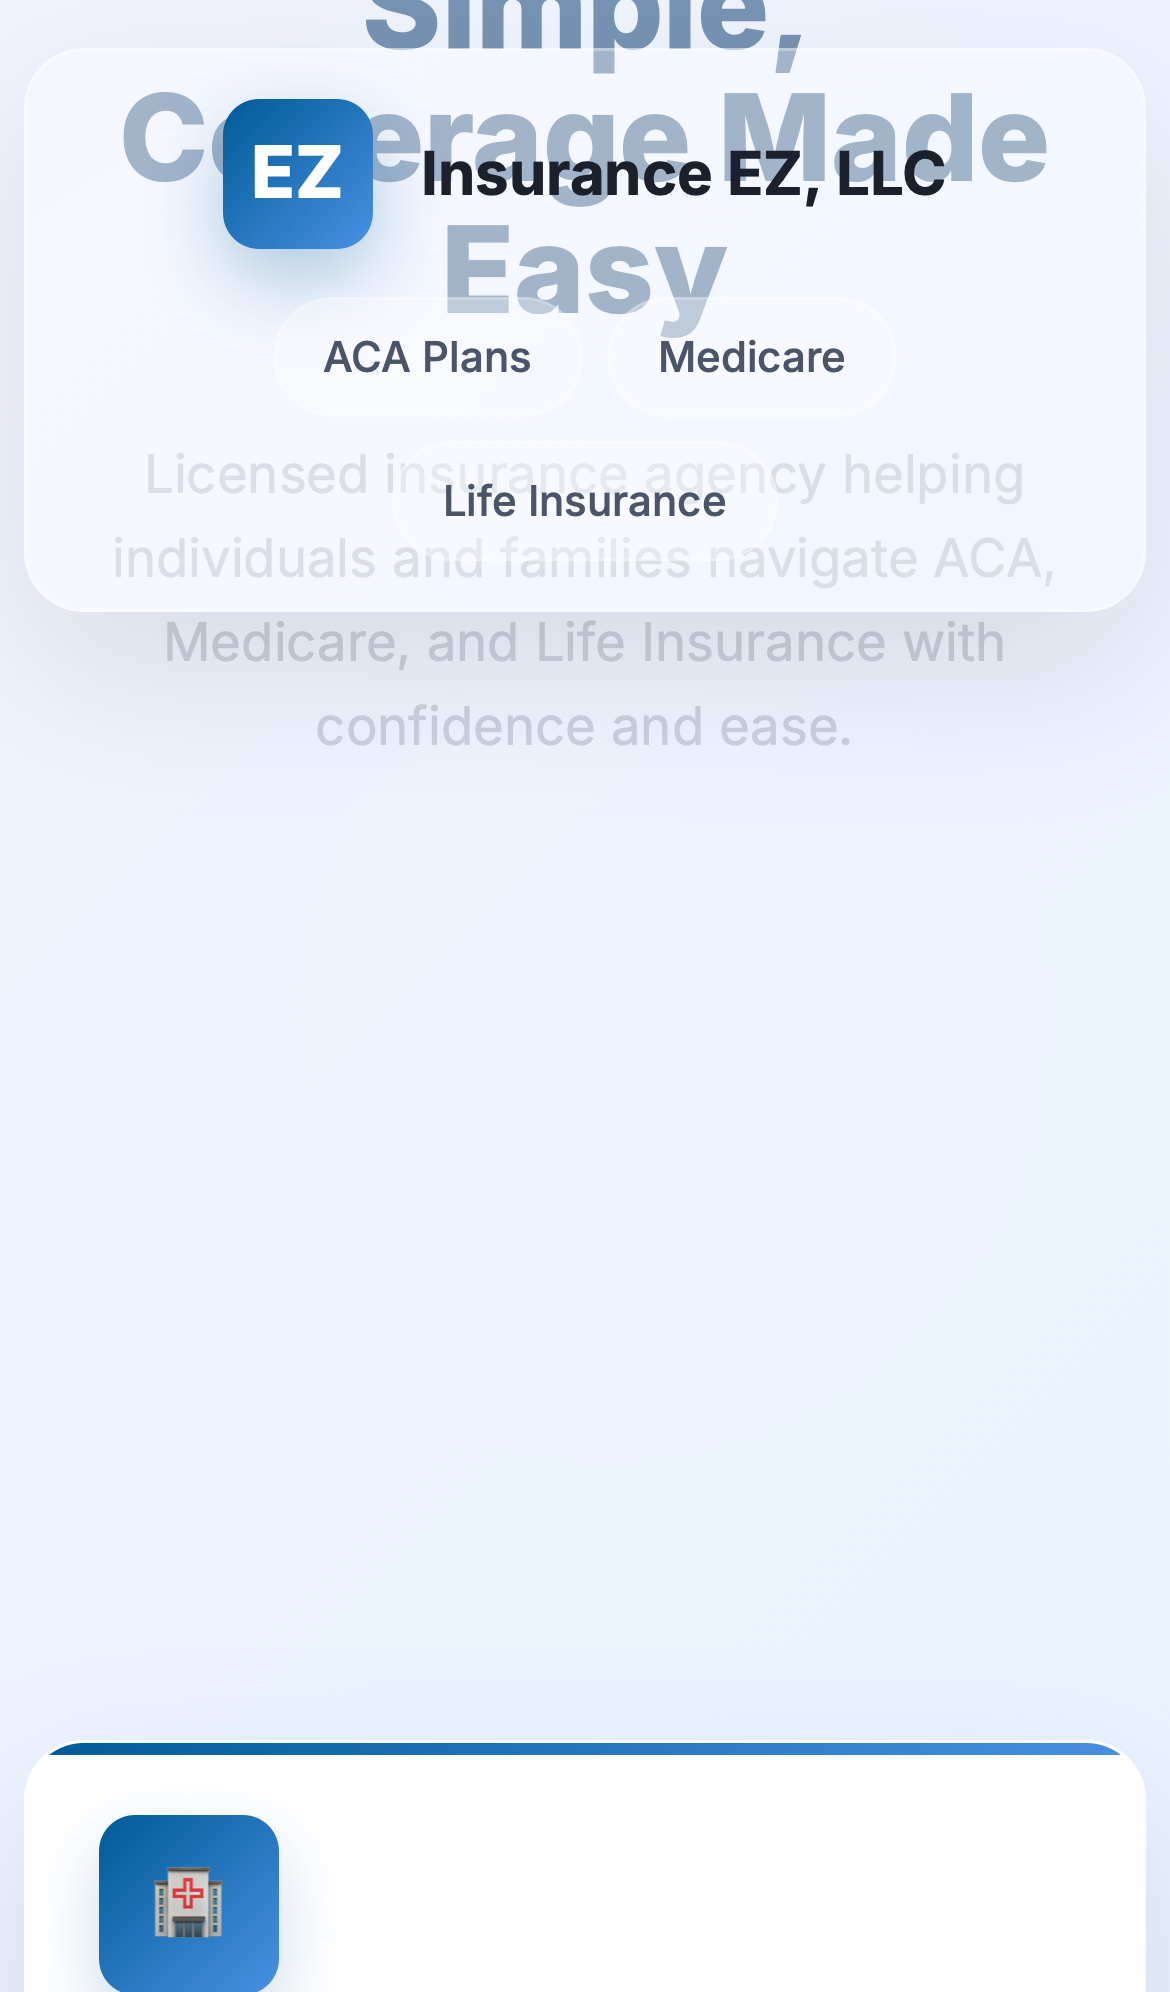 Simple,
Coverage Made
Easy
EZ
Insurance EZ, LLC
ACA Plans
Medicare
Life Insurance
Licensed insurance agency helping
individuals and families navigate ACA,
Medicare, and Life Insurance with
confidence and ease.